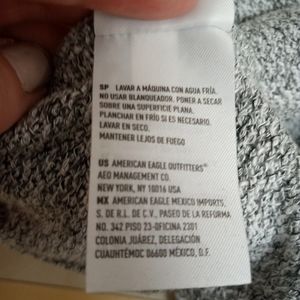 SP LAVAR A MÁQUINA CON AGUA FRÍA.
NO USAR BLANQUEADOR. PONER A SECAR
SOBRE UNA SUPERFICIE PLANA.
PLANCHAR EN FRÍO SI ES NECESARIO.
LAVAR EN SECO.
MANTENER LEJOS DE FUEGO
US AMERICAN EAGLE OUTFITTERS®
AEO MANAGEMENT CO.
NEW YORK, NY 10016 USA
MX AMERICAN EAGLE MEXICO IMPORTS,
S. DE R.L. DE C.V., PASEO DE LA REFORMA
NO. 342 PISO 23-OFICINA 2301
COLONIA JUÁREZ, DELEGACIÓN
CUAUHTÉMOC 06600 MÉXICO, D.F.